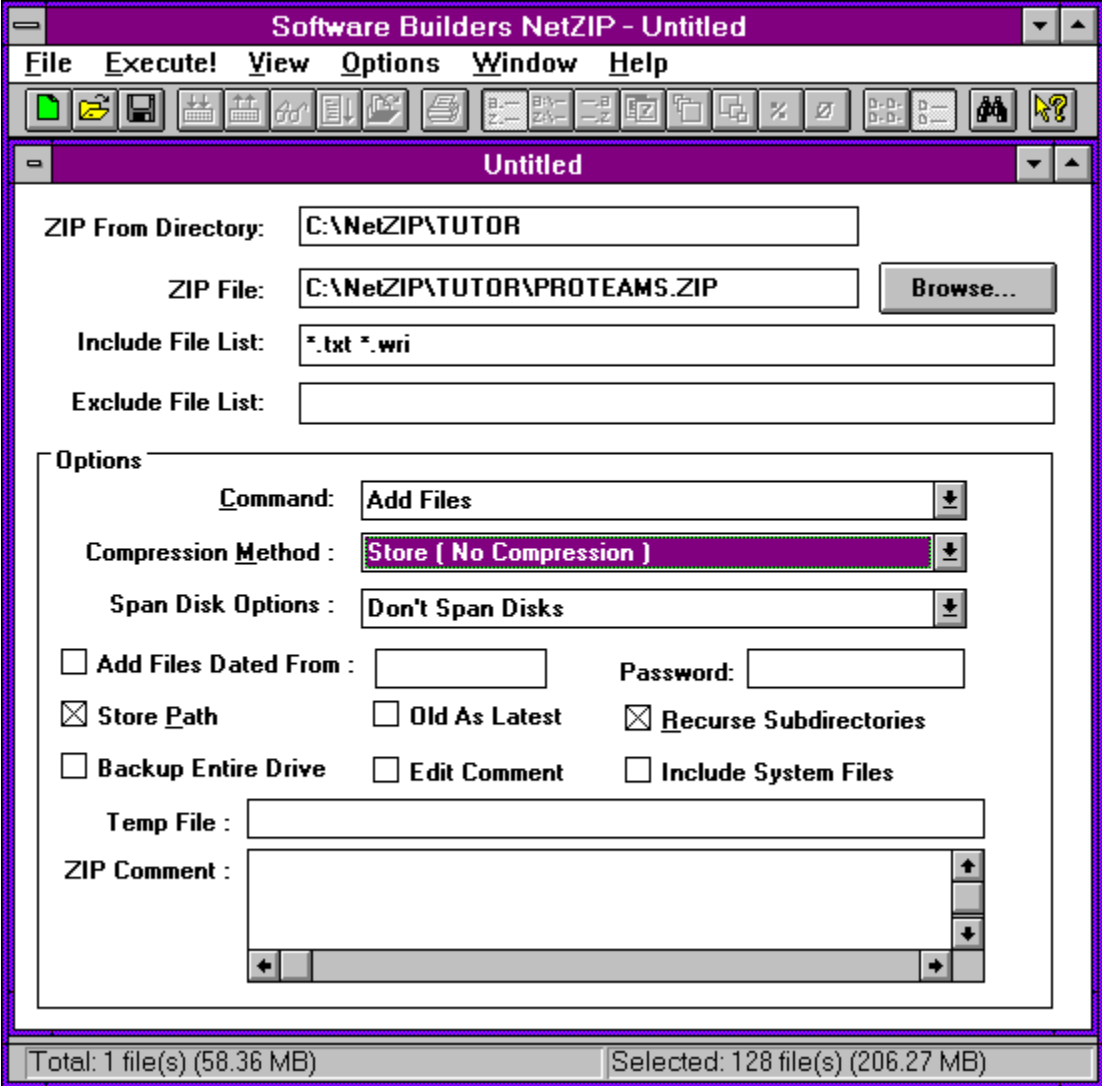 Software Builders NetZIP - Untitled
File Execute! View Options Window Help
Untitled
ZIP From Directory: C:\NetZIP\TUTOR
ZIP File: C:\NetZIP\TUTOR\PROTEAMS.ZIP Browse...
Include File List: *.txt *.wri
Exclude File List:
Options
Command: Add Files
Compression Method : Store ( No Compression )
Span Disk Options : Don't Span Disks
Add Files Dated From : Password:
Store Path Old As Latest Recurse Subdirectories
Backup Entire Drive Edit Comment Include System Files
Temp File :
ZIP Comment :
Total: 1 file(s) (58.36 MB) Selected: 128 file(s) (206.27 MB)